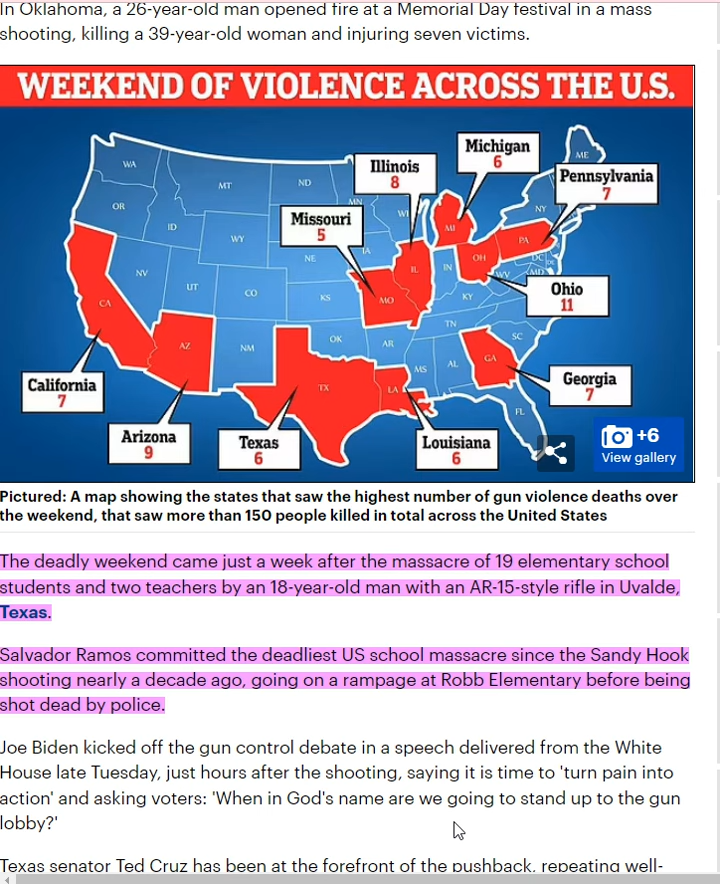 In Oklahoma, a 26-year-old man opened fire at a Memorial Day festival in a mass
shooting, killing a 39-year-old woman and injuring seven victims.
WEEKEND OF VIOLENCE ACROSS THE U.S.
Michigan
6
Illinois
8
Pennsylvania
7
Missouri
5
Ohio
11
California
7
Arizona
9
Texas
6
Louisiana
6
Georgia
7
WA
MT
ND
MN
WI
MI
ME
NY
OR
ID
WY
NE
IA
IL
IN
OH
PA
DC
DE
MD
WV
NV
UT
CO
KS
MO
KY
CA
AZ
NM
OK
AR
TN
SC
TX
LA
MS
AL
GA
FL
+6
View gallery
Pictured: A map showing the states that saw the highest number of gun violence deaths over
the weekend, that saw more than 150 people killed in total across the United States
The deadly weekend came just a week after the massacre of 19 elementary school
students and two teachers by an 18-year-old man with an AR-15-style rifle in Uvalde,
Texas.
Salvador Ramos committed the deadliest US school massacre since the Sandy Hook
shooting nearly a decade ago, going on a rampage at Robb Elementary before being
shot dead by police.
Joe Biden kicked off the gun control debate in a speech delivered from the White
House late Tuesday, just hours after the shooting, saying it is time to 'turn pain into
action' and asking voters: 'When in God's name are we going to stand up to the gun
lobby?'
Texas senator Ted Cruz has been at the forefront of the pushback, repeating well-